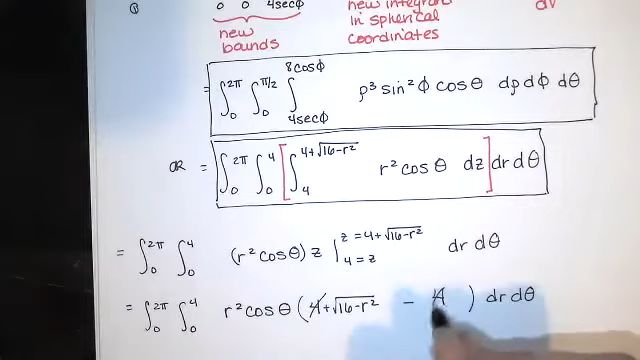 ①
0 0 4secφ new integrand dV
new bounds in spherical coordinates
= ∫₀^2π ∫₀^π/2 ∫_4secφ^8cosφ ρ³ sin²φ cosθ dρ dφ dθ
OR = ∫₀^2π ∫₀^4 [ ∫_4^4+√16-r² r² cosθ dz ] dr dθ
= ∫₀^2π ∫₀^4 (r² cosθ) z |_4=z^z=4+√16-r² dr dθ
= ∫₀^2π ∫₀^4 r² cosθ (4+√16-r² - 4) dr dθ